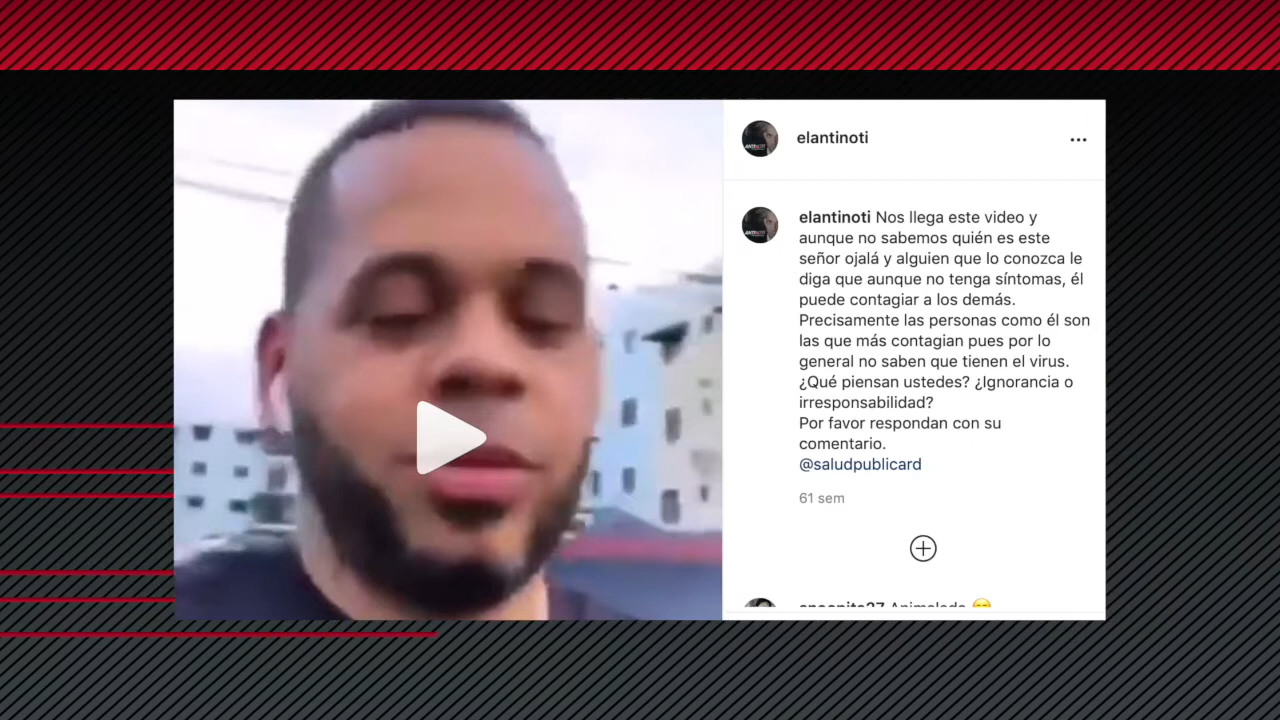 elantinoti
elantinoti Nos llega este video y
aunque no sabemos quién es este
señor ojalá y alguien que lo conozca le
diga que aunque no tenga síntomas, él
puede contagiar a los demás.
Precisamente las personas como él son
las que más contagian pues por lo
general no saben que tienen el virus.
¿Qué piensan ustedes? ¿Ignorancia o
irresponsabilidad?
Por favor respondan con su
comentario.
@saludpublicard
61 sem